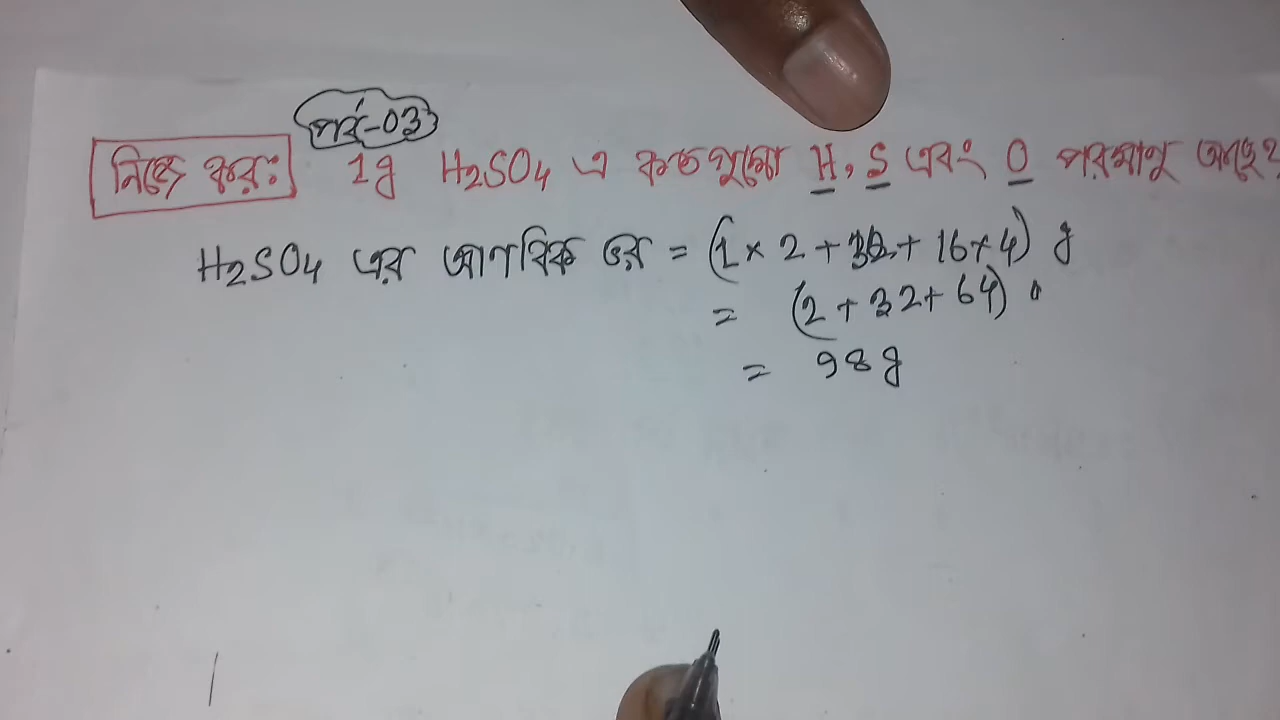 পর্ব-03
নিজে কর: 1g H₂SO₄ এ কতগুলো H, S এবং O পরমাণু আছে?
H₂SO₄ এর আণবিক ভর = (1 × 2 + 32 + 16 × 4) g
= (2 + 32 + 64)
= 98g